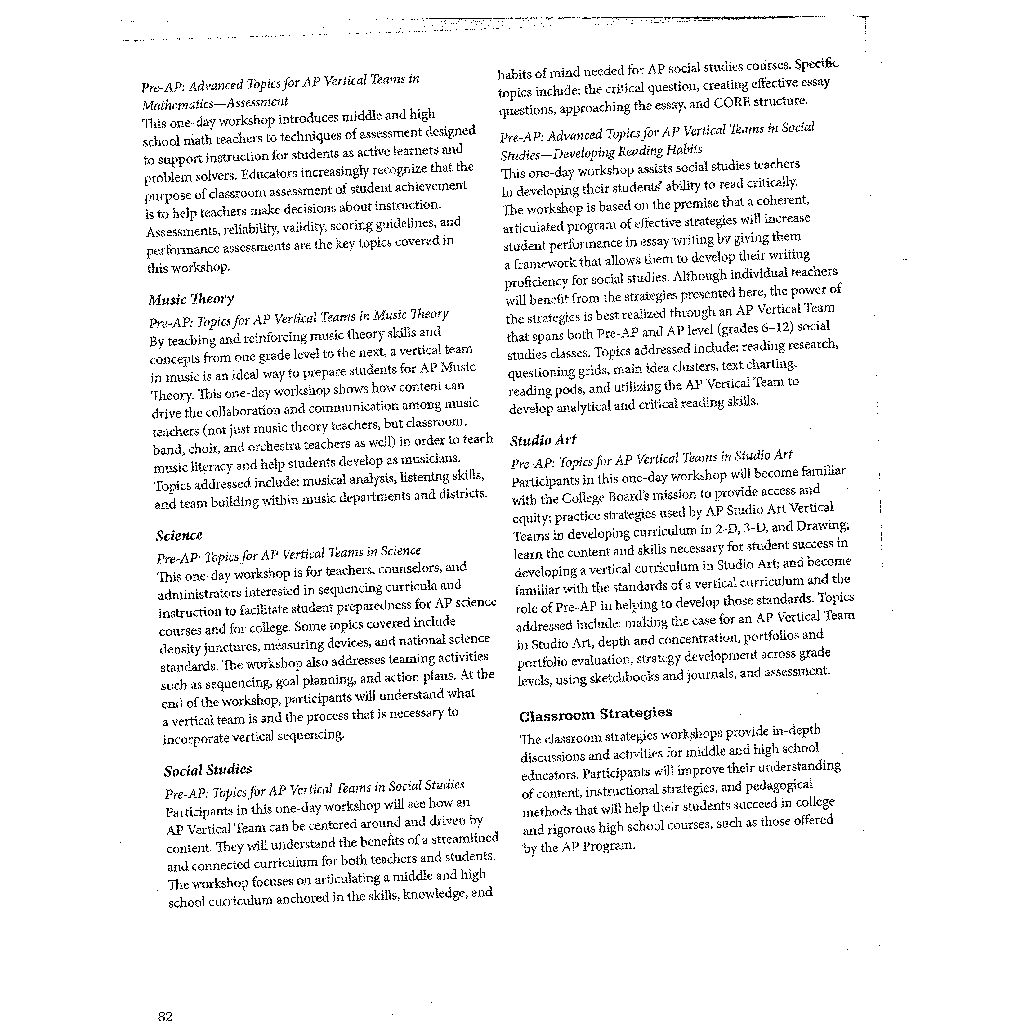 Pre-AP: Advanced Topics for AP Vertical Teams in
Mathematics—Assessment
This one-day workshop introduces middle and high
school math teachers to techniques of assessment designed
to support instruction for students as active learners and
problem solvers. Educators increasingly recognize that the
purpose of classroom assessment of student achievement
is to help teachers make decisions about instruction.
Assessments, reliability, validity, scoring guidelines, and
performance assessments are the key topics covered in
this workshop.
Music Theory
Pre-AP: Topics for AP Vertical Teams in Music Theory
By teaching and reinforcing music theory skills and
concepts from one grade level to the next, a vertical team
in music is an ideal way to prepare students for AP Music
Theory. This one-day workshop shows how content can
drive the collaboration and communication among music
teachers (not just music theory teachers, but classroom,
band, choir, and orchestra teachers as well) in order to teach
music literacy and help students develop as musicians.
Topics addressed include: musical analysis, listening skills,
and team building within music departments and districts.
Science
Pre-AP: Topics for AP Vertical Teams in Science
This one-day workshop is for teachers, counselors, and
administrators interested in sequencing curricula and
instruction to facilitate student preparedness for AP science
courses and for college. Some topics covered include
density junctures, measuring devices, and national science
standards. The workshop also addresses teaming activities
such as sequencing, goal planning, and action plans. At the
end of the workshop, participants will understand what
a vertical team is and the process that is necessary to
incorporate vertical sequencing.
Social Studies
Pre-AP: Topics for AP Vertical Teams in Social Studies
Participants in this one-day workshop will see how an
AP Vertical Team can be centered around and driven by
content. They will understand the benefits of a streamlined
and connected curriculum for both teachers and students.
The workshop focuses on articulating a middle and high
school curriculum anchored in the skills, knowledge, and
habits of mind needed for AP social studies courses. Specific
topics include: the critical question, creating effective essay
questions, approaching the essay, and CORE structure.
Pre-AP: Advanced Topics for AP Vertical Teams in Social
Studies—Developing Reading Habits
This one-day workshop assists social studies teachers
in developing their students' ability to read critically.
The workshop is based on the premise that a coherent,
articulated program of effective strategies will increase
student performance in essay writing by giving them
a framework that allows them to develop their writing
proficiency for social studies. Although individual teachers
will benefit from the strategies presented here, the power of
the strategies is best realized through an AP Vertical Team
that spans both Pre-AP and AP level (grades 6–12) social
studies classes. Topics addressed include: reading research,
questioning grids, main idea clusters, text charting,
reading pods, and utilizing the AP Vertical Team to
develop analytical and critical reading skills.
Studio Art
Pre-AP: Topics for AP Vertical Teams in Studio Art
Participants in this one-day workshop will become familiar
with the College Board's mission to provide access and
equity; practice strategies used by AP Studio Art Vertical
Teams in developing curriculum in 2-D, 3-D, and Drawing;
learn the content and skills necessary for student success in
developing a vertical curriculum in Studio Art; and become
familiar with the standards of a vertical curriculum and the
role of Pre-AP in helping to develop those standards. Topics
addressed include: making the case for an AP Vertical Team
in Studio Art, depth and concentration, portfolios and
portfolio evaluation, strategy development across grade
levels, using sketchbooks and journals, and assessment.
Classroom Strategies
The classroom strategies workshops provide in-depth
discussions and activities for middle and high school
educators. Participants will improve their understanding
of content, instructional strategies, and pedagogical
methods that will help their students succeed in college
and rigorous high school courses, such as those offered
by the AP Program.
82